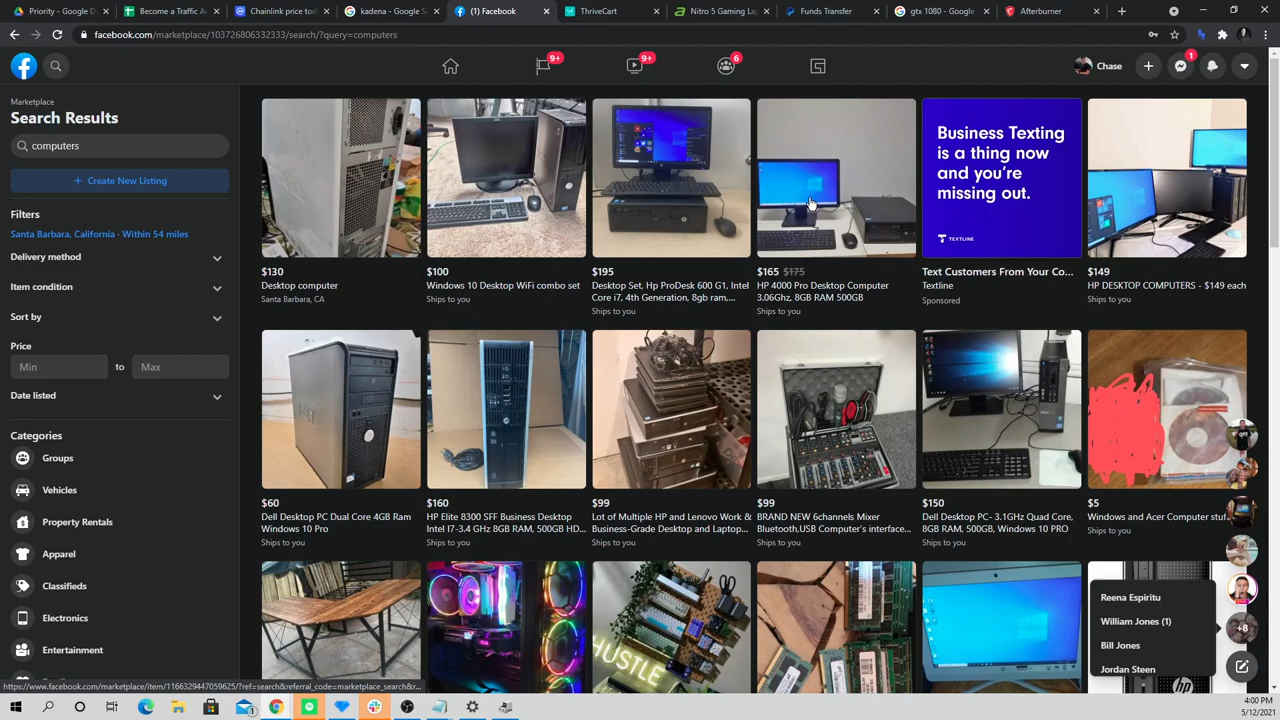 Priority - Google D
Become a Traffic A
Chainlink price tod
kadena - Google S
(1) Facebook
ThriveCart
Nitro 5 Gaming La
Funds Transfer
gtx 1080 - Google
Afterburner
facebook.com/marketplace/103726806332333/search/?query=computers
9+
9+
6
Chase
1
Marketplace
Search Results
computers
+ Create New Listing
Filters
Santa Barbara, California · Within 54 miles
Delivery method
Item condition
Sort by
Price
Min
to
Max
Date listed
Categories
Groups
Vehicles
Property Rentals
Apparel
Classifieds
Electronics
Entertainment
$130
Desktop computer
Santa Barbara, CA
$100
Windows 10 Desktop WiFi combo set
Ships to you
$195
Desktop Set, Hp ProDesk 600 G1, Intel
Core i7, 4th Generation, 8gb ram,...
Ships to you
$165 $175
HP 4000 Pro Desktop Computer
3.06Ghz, 8GB RAM 500GB
Ships to you
Business Texting
is a thing now
and you're
missing out.
TEXTLINE
Text Customers From Your Co...
Textline
Sponsored
$149
HP DESKTOP COMPUTERS - $149 each
Ships to you
$60
Dell Desktop PC Dual Core 4GB Ram
Windows 10 Pro
Ships to you
$160
HP Elite 8300 SFF Business Desktop
Intel I7-3.4 GHz 8GB RAM, 500GB HD...
Ships to you
$99
Lot of Multiple HP and Lenovo Work &
Business-Grade Desktop and Laptop...
Ships to you
$99
BRAND NEW 6channels Mixer
Bluetooth,USB Computer's interface...
Ships to you
$150
Dell Desktop PC- 3.1GHz Quad Core,
8GB RAM, 500GB, Windows 10 PRO
Ships to you
$5
Windows and Acer Computer stuf
Ships to you
HUSTLE
hp
Reena Espiritu
William Jones (1)
Bill Jones
Jordan Steen
+8
https://www.facebook.com/marketplace/item/1166329447059625/?ref=search&referral_code=marketplace_search&r...
4:00 PM
5/12/2021